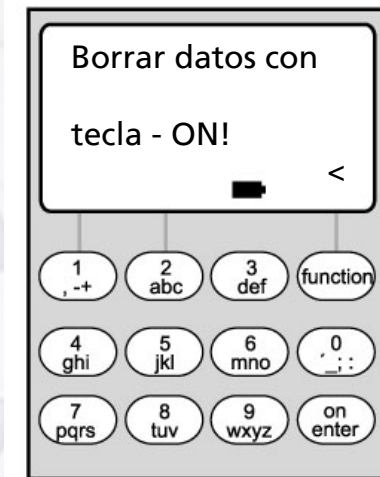 Borrar datos con
tecla - ON!
<
1 2 3 function
, -+ abc def
4 5 6 0
ghi jkl mno ´_; :
7 8 9 on
pqrs tuv wxyz enter